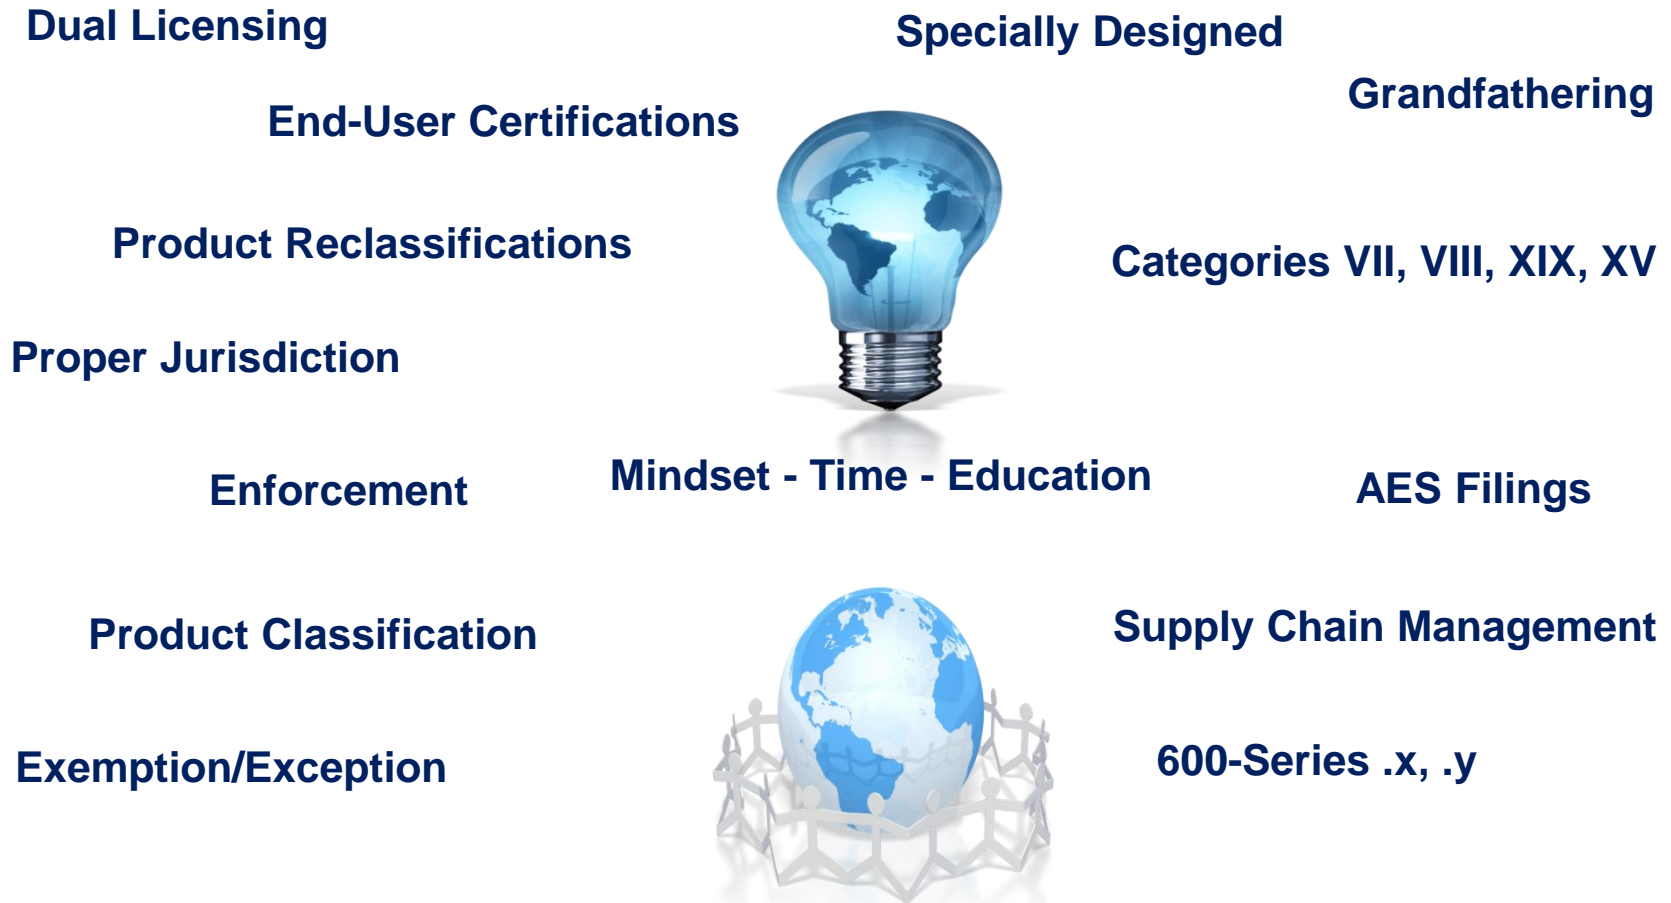 Dual Licensing
Specially Designed
Grandfathering
End-User Certifications
Product Reclassifications
Categories VII, VIII, XIX, XV
Proper Jurisdiction
Mindset - Time - Education
Enforcement
AES Filings
Product Classification
Supply Chain Management
Exemption/Exception
600-Series .x, .y